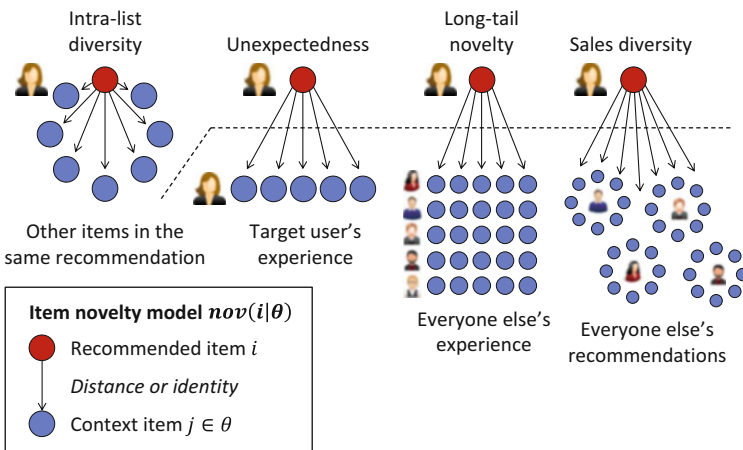 Intra-list
diversity
Unexpectedness
Long-tail
novelty
Sales diversity
Other items in the
same recommendation
Target user's
experience
Everyone else's
experience
Everyone else's
recommendations
Item novelty model nov(i|θ)
Recommended item i
Distance or identity
Context item j ∈ θ